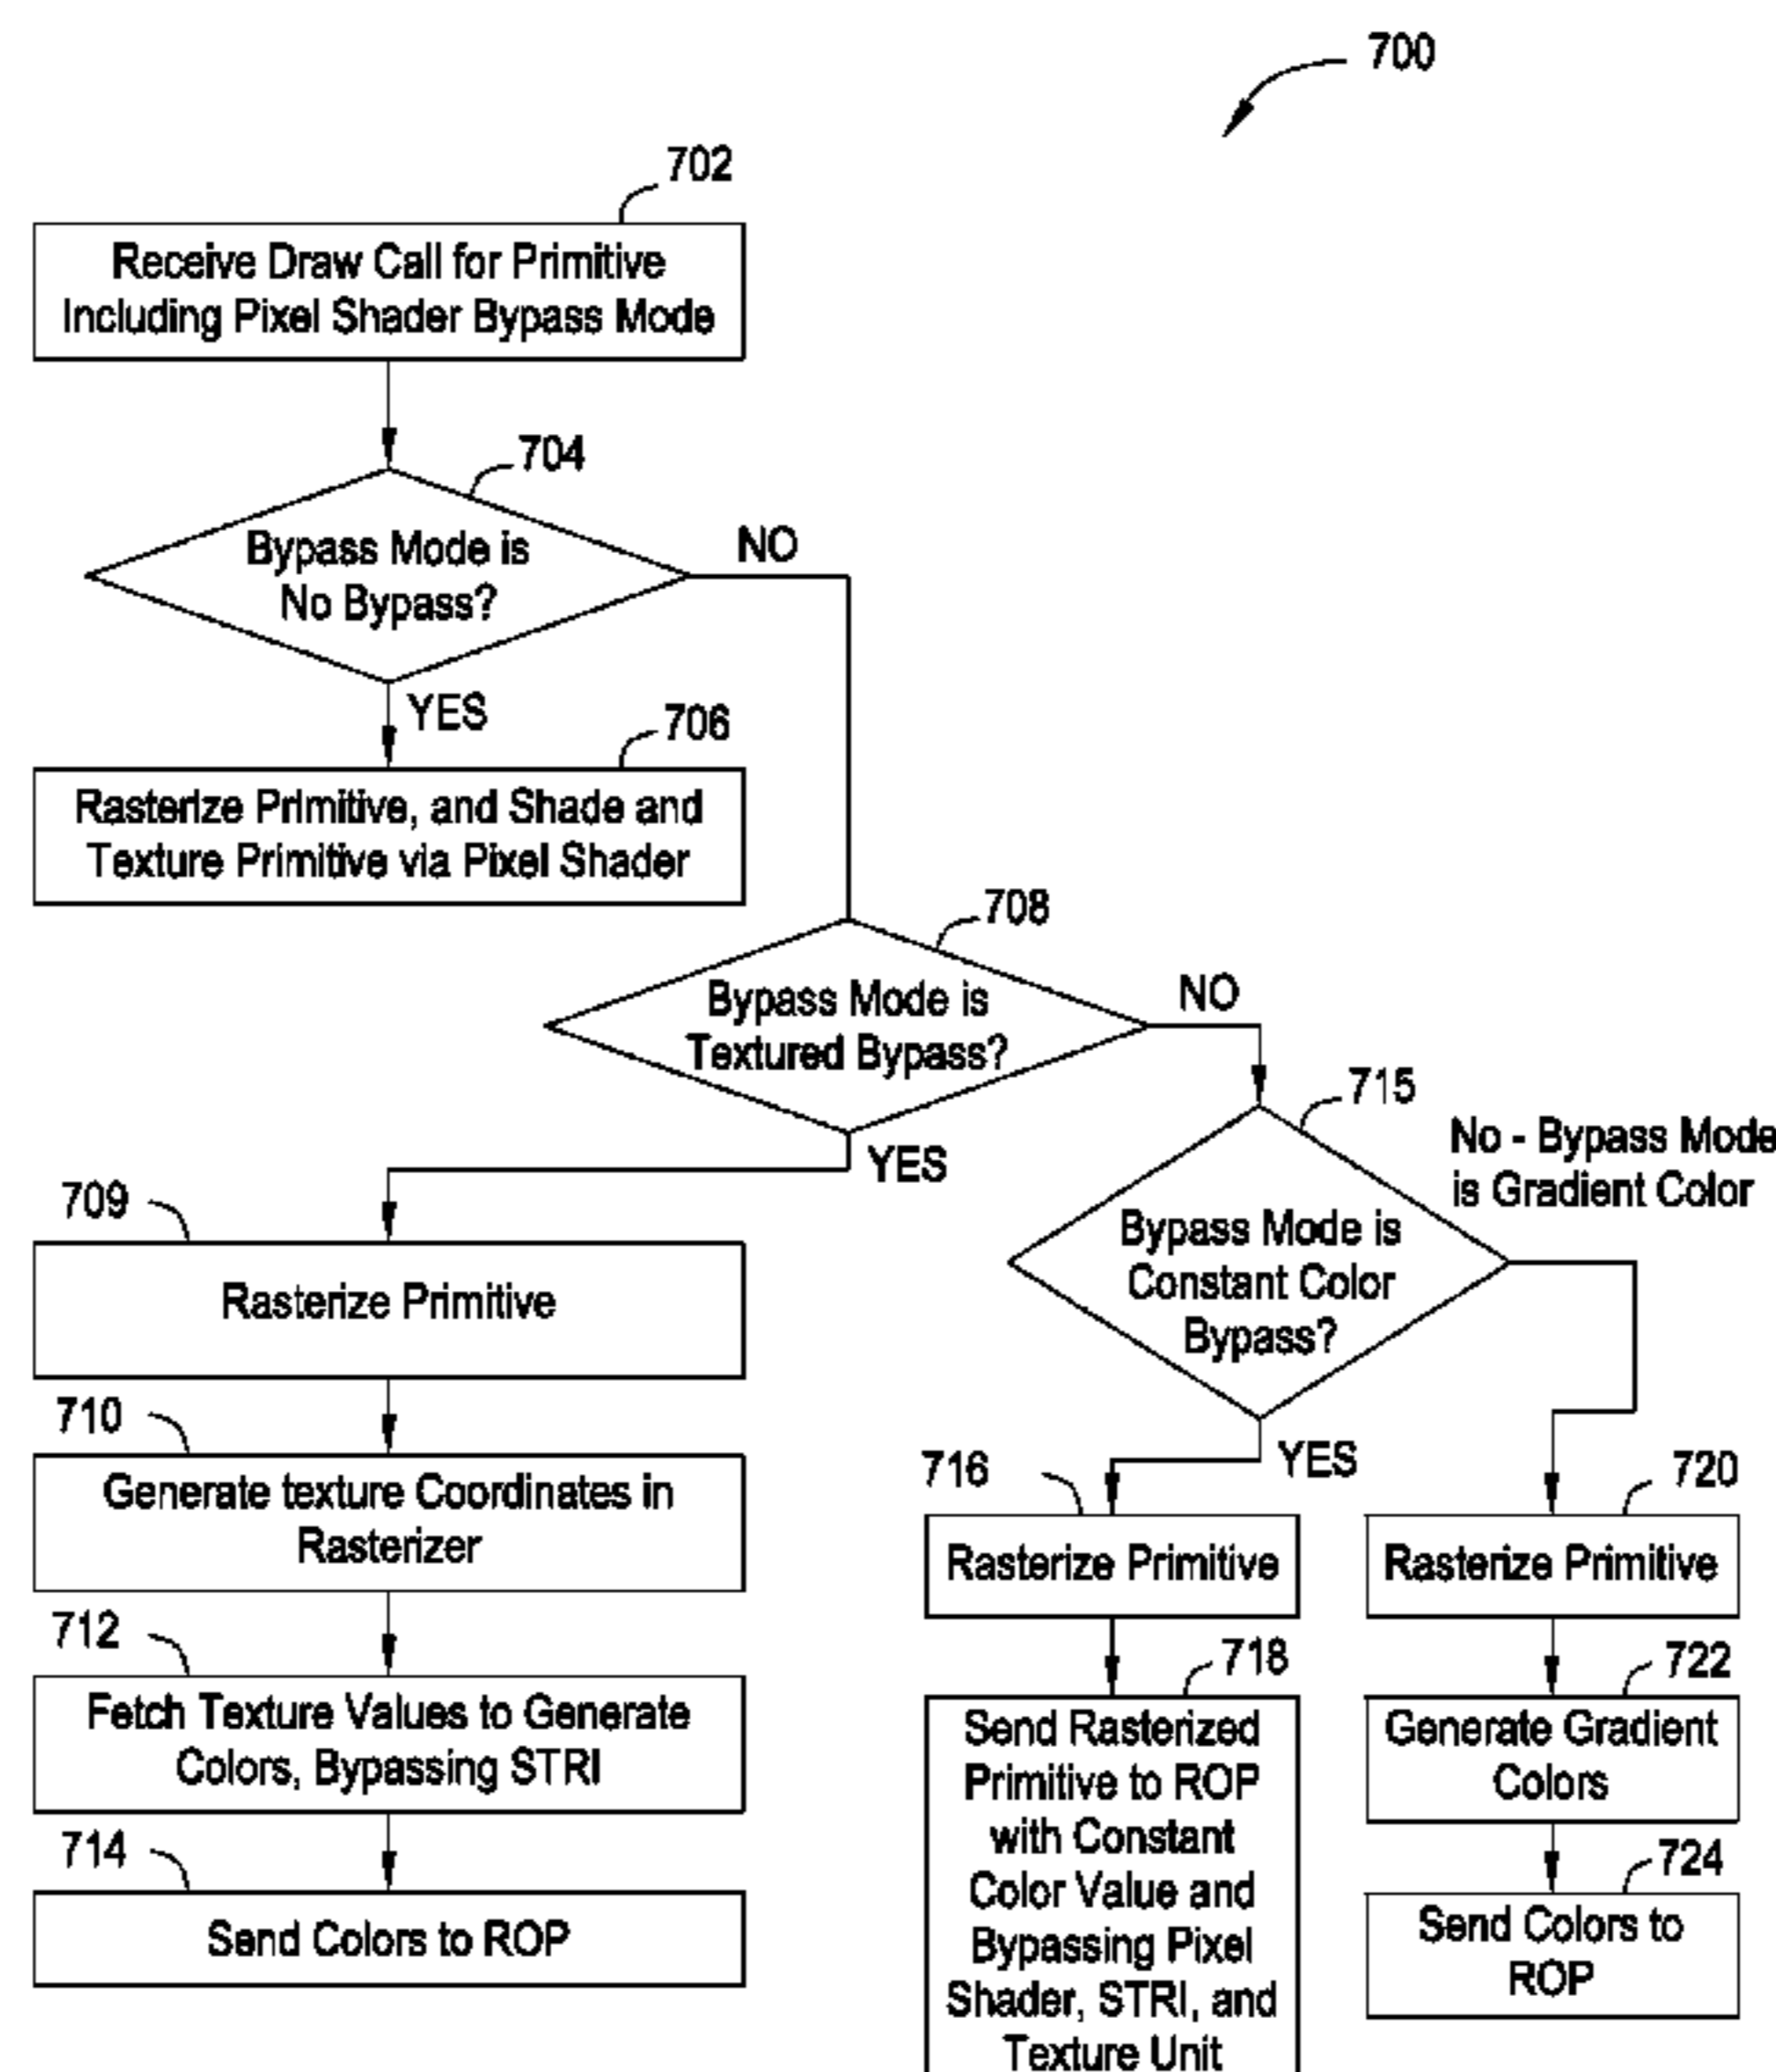 700
702
Receive Draw Call for Primitive
Including Pixel Shader Bypass Mode
704
Bypass Mode is
No Bypass?
NO
YES
706
Rasterize Primitive, and Shade and
Texture Primitive via Pixel Shader
708
Bypass Mode is
Textured Bypass?
NO
YES
715
No - Bypass Mode
is Gradient Color
Bypass Mode is
Constant Color
Bypass?
YES
709
Rasterize Primitive
710
Generate texture Coordinates in
Rasterizer
712
Fetch Texture Values to Generate
Colors, Bypassing STRI
714
Send Colors to ROP
716
Rasterize Primitive
718
Send Rasterized
Primitive to ROP
with Constant
Color Value and
Bypassing Pixel
Shader, STRI, and
Texture Unit
720
Rasterize Primitive
722
Generate Gradient
Colors
724
Send Colors to
ROP